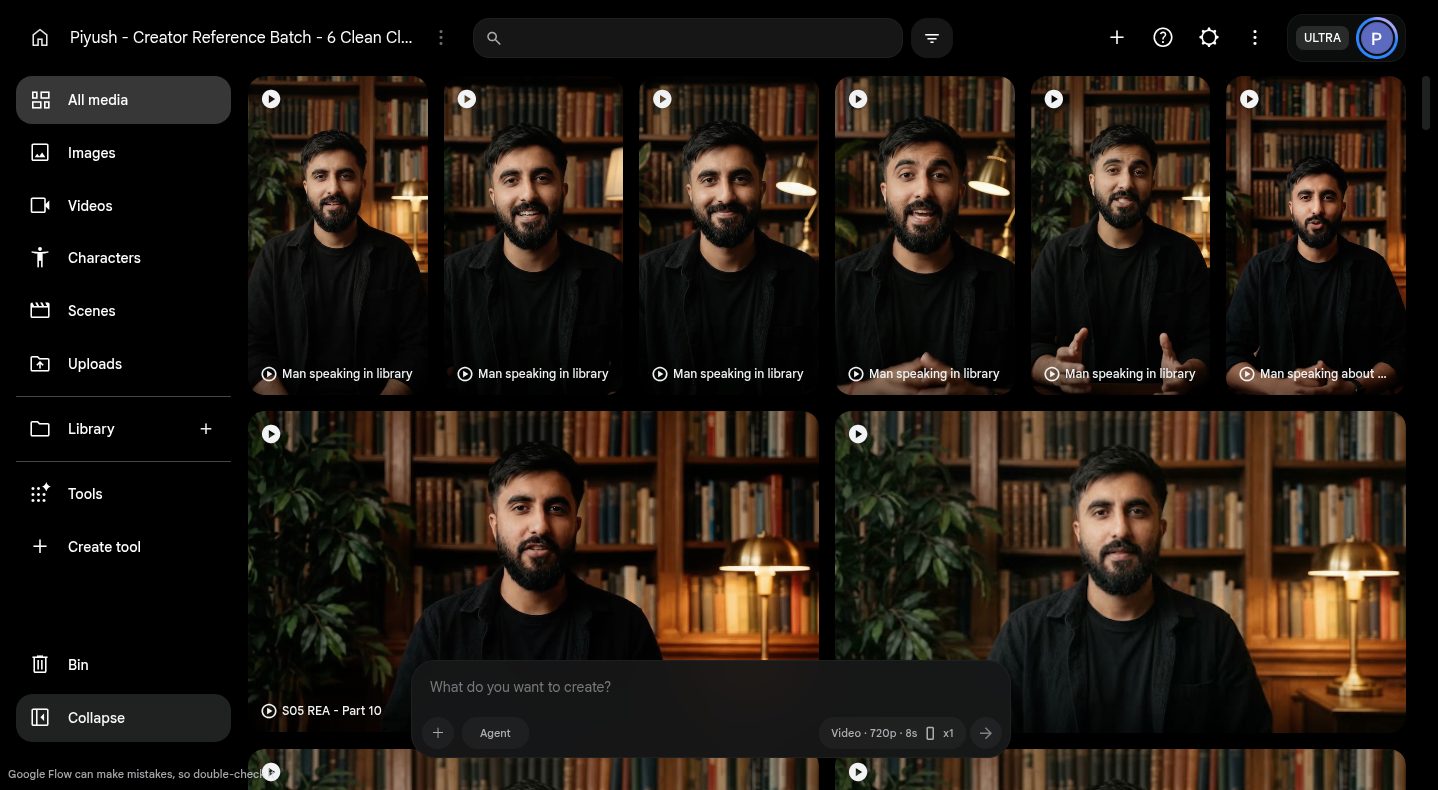 Piyush - Creator Reference Batch - 6 Clean Cl...
ULTRA
P
All media
Images
Videos
Characters
Scenes
Uploads
Library
Tools
Create tool
Bin
Collapse
Man speaking in library
Man speaking in library
Man speaking in library
Man speaking in library
Man speaking in library
Man speaking about ...
S05 REA - Part 10
What do you want to create?
Agent
Video · 720p · 8s x1
Google Flow can make mistakes, so double-check